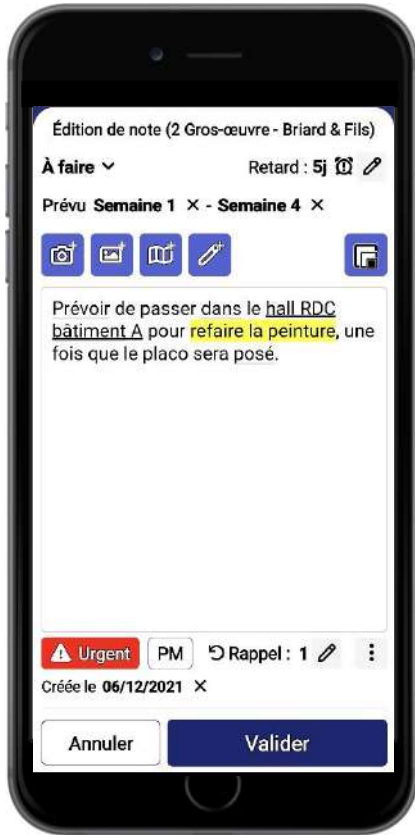 Édition de note (2 Gros-œuvre - Briard & Fils)
À faire Retard : 5j
Prévu Semaine 1 × - Semaine 4 ×
Prévoir de passer dans le hall RDC
bâtiment A pour refaire la peinture, une
fois que le placo sera posé.
Urgent PM Rappel : 1
Créée le 06/12/2021 ×
Annuler Valider